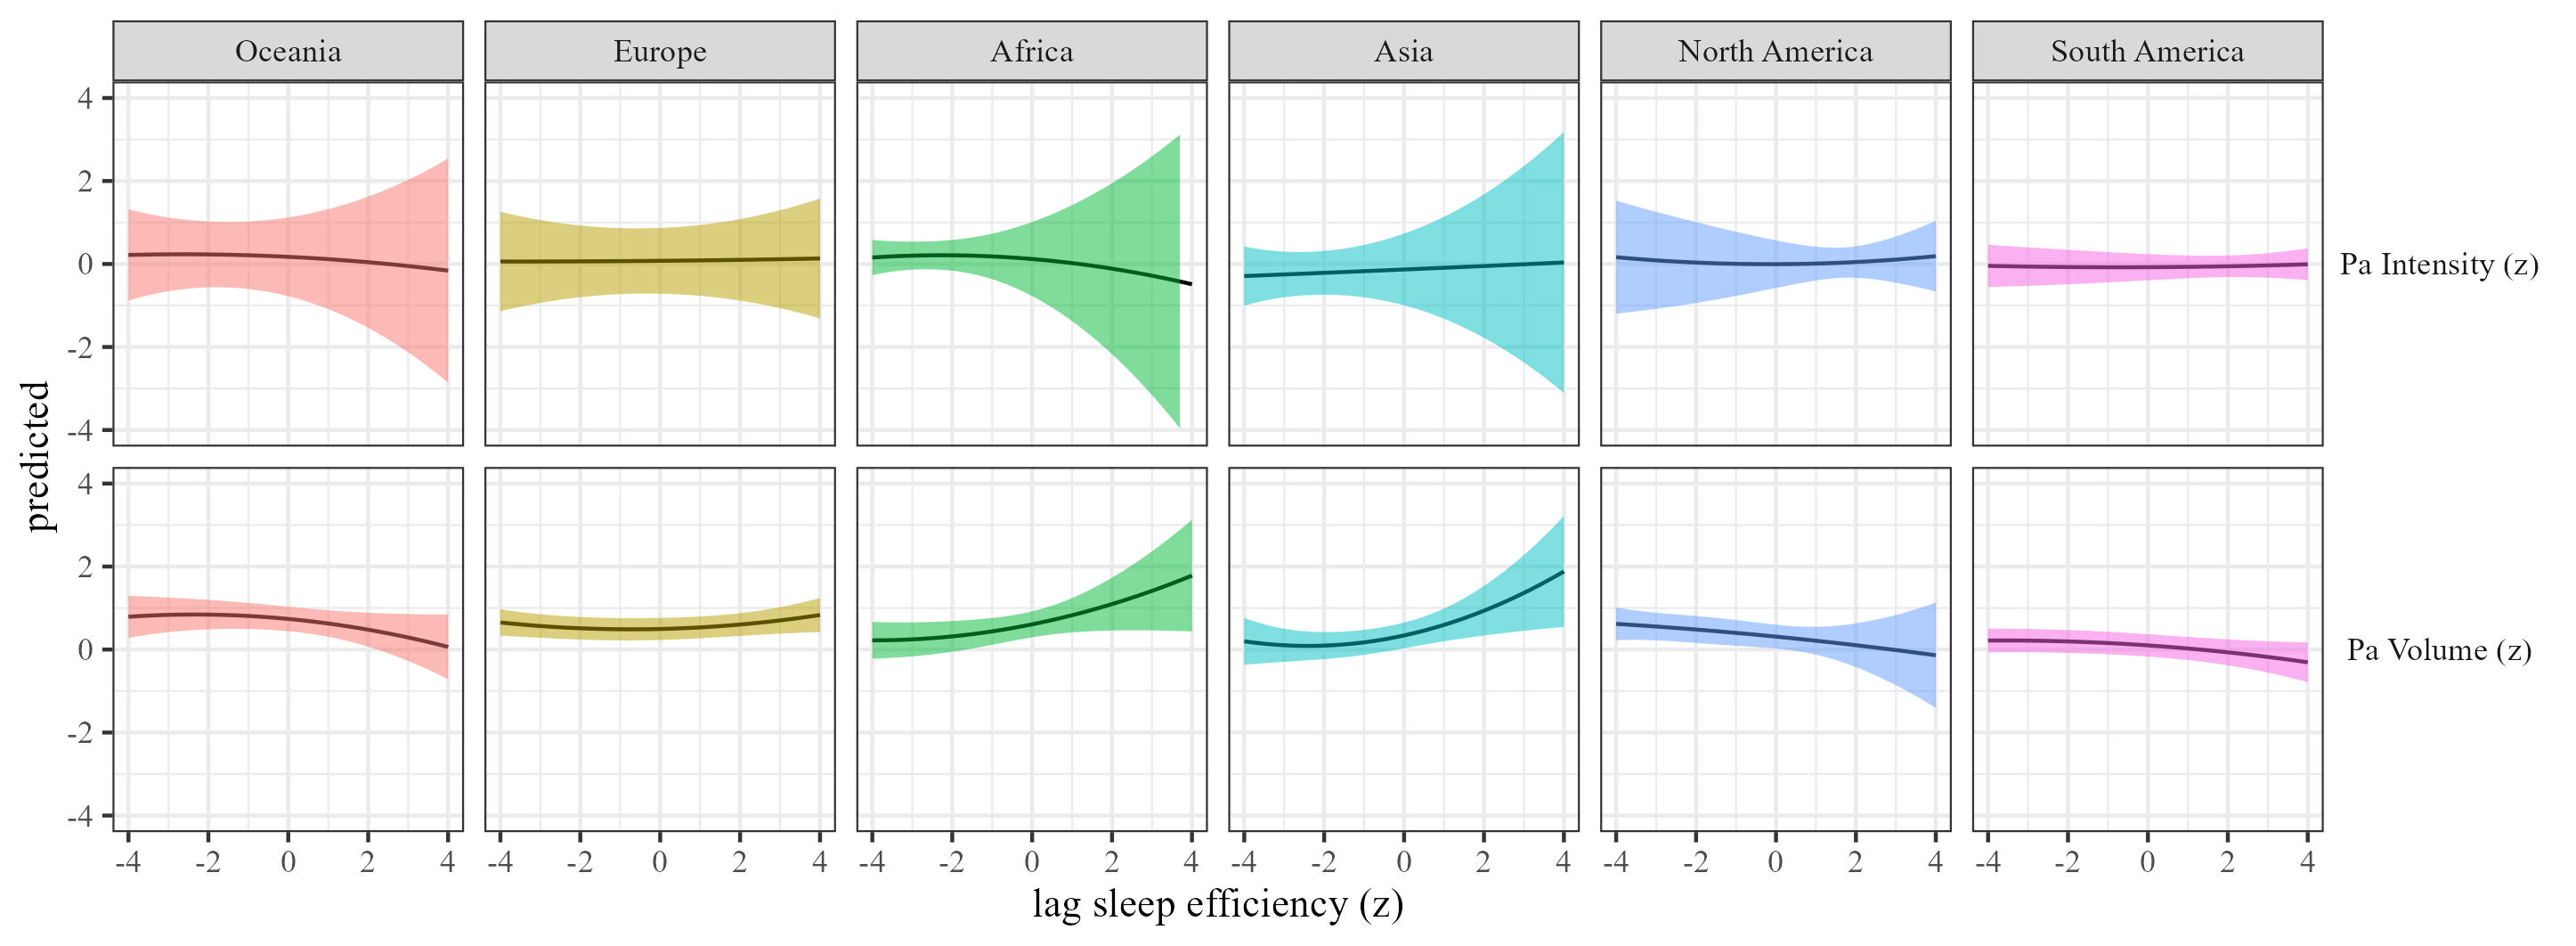 Oceania Europe Africa Asia North America South America
4
2
0
-2
-4
Pa Intensity (z)
predicted
4
2
0
-2
-4
Pa Volume (z)
-4 -2 0 2 4 -4 -2 0 2 4 -4 -2 0 2 4 -4 -2 0 2 4 -4 -2 0 2 4 -4 -2 0 2 4
lag sleep efficiency (z)